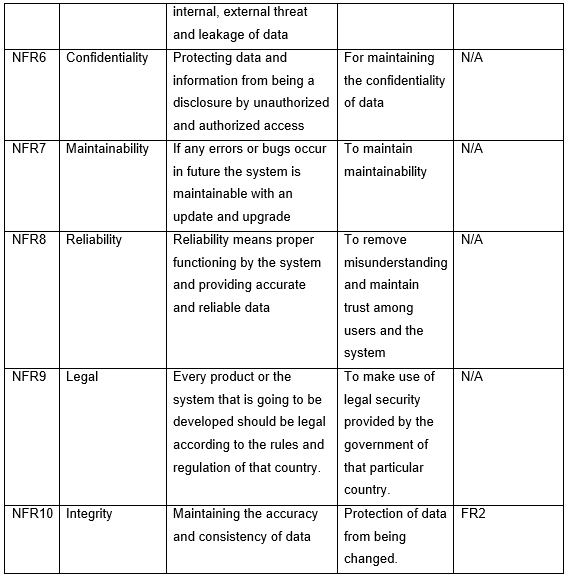 internal, external threat
and leakage of data
NFR6 Confidentiality Protecting data and For maintaining N/A
information from being a the confidentiality
disclosure by unauthorized of data
and authorized access
NFR7 Maintainability If any errors or bugs occur To maintain N/A
in future the system is maintainability
maintainable with an
update and upgrade
NFR8 Reliability Reliability means proper To remove N/A
functioning by the system misunderstanding
and providing accurate and maintain
and reliable data trust among
users and the
system
NFR9 Legal Every product or the To make use of N/A
system that is going to be legal security
developed should be legal provided by the
according to the rules and government of
regulation of that country. that particular
country.
NFR10 Integrity Maintaining the accuracy Protection of data FR2
and consistency of data from being
changed.